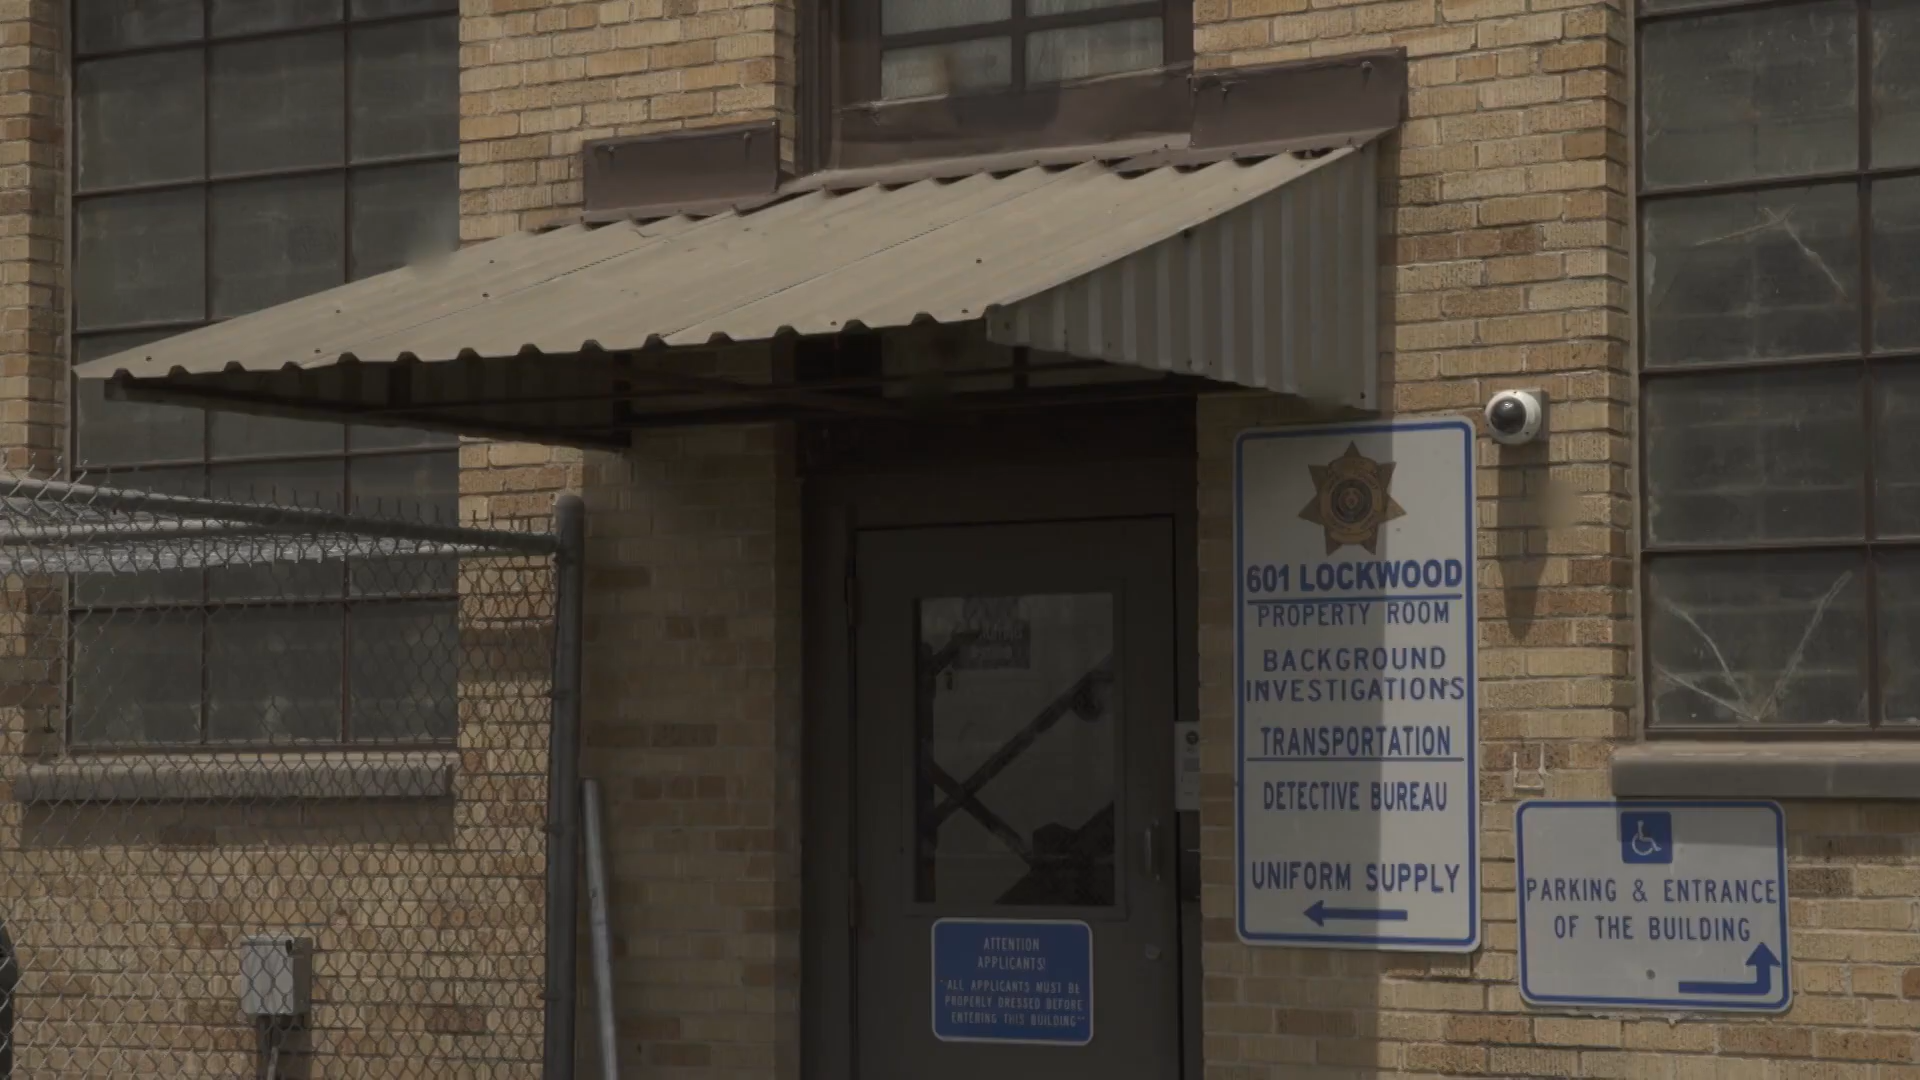 601 LOCKWOOD
PROPERTY ROOM
BACKGROUND
INVESTIGATIONS
TRANSPORTATION
DETECTIVE BUREAU
UNIFORM SUPPLY
PARKING & ENTRANCE
OF THE BUILDING
ATTENTION
APPLICANTS!
"ALL APPLICANTS MUST BE
PROPERLY DRESSED BEFORE
ENTERING THIS BUILDING"